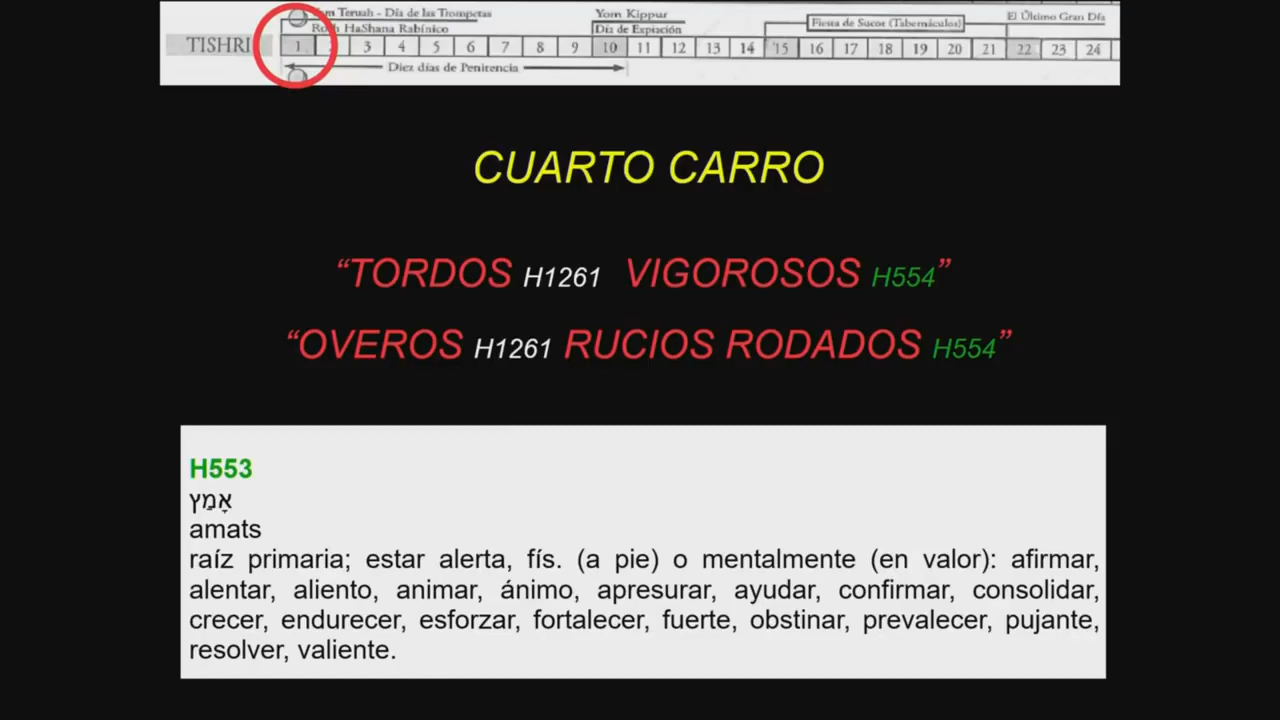 Yom Teruah - Día de las Trompetas
Rosh HaShana Rabínico
Yom Kippur
Día de Expiación
Fiesta de Sucot (Tabernáculos)
El Último Gran Día
TISHRI 1 2 3 4 5 6 7 8 9 10 11 12 13 14 15 16 17 18 19 20 21 22 23 24
Diez días de Penitencia
CUARTO CARRO
“TORDOS H1261 VIGOROSOS H554”
“OVEROS H1261 RUCIOS RODADOS H554”
H553
אָמַץ
amats
raíz primaria; estar alerta, fís. (a pie) o mentalmente (en valor): afirmar,
alentar, aliento, animar, ánimo, apresurar, ayudar, confirmar, consolidar,
crecer, endurecer, esforzar, fortalecer, fuerte, obstinar, prevalecer, pujante,
resolver, valiente.